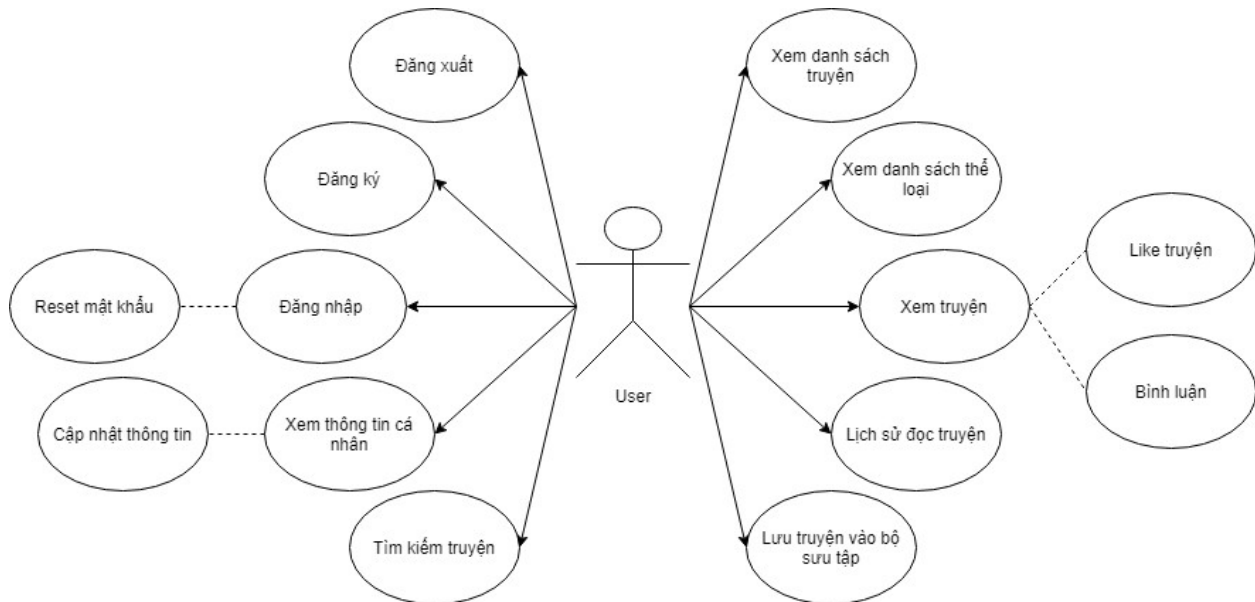 Đăng xuất
Xem danh sách
truyện
Đăng ký
Xem danh sách thể
loại
Reset mật khẩu
Đăng nhập
Xem truyện
Like truyện
User
Cập nhật thông tin
Xem thông tin cá
nhân
Lịch sử đọc truyện
Bình luận
Tìm kiếm truyện
Lưu truyện vào bộ
sưu tập